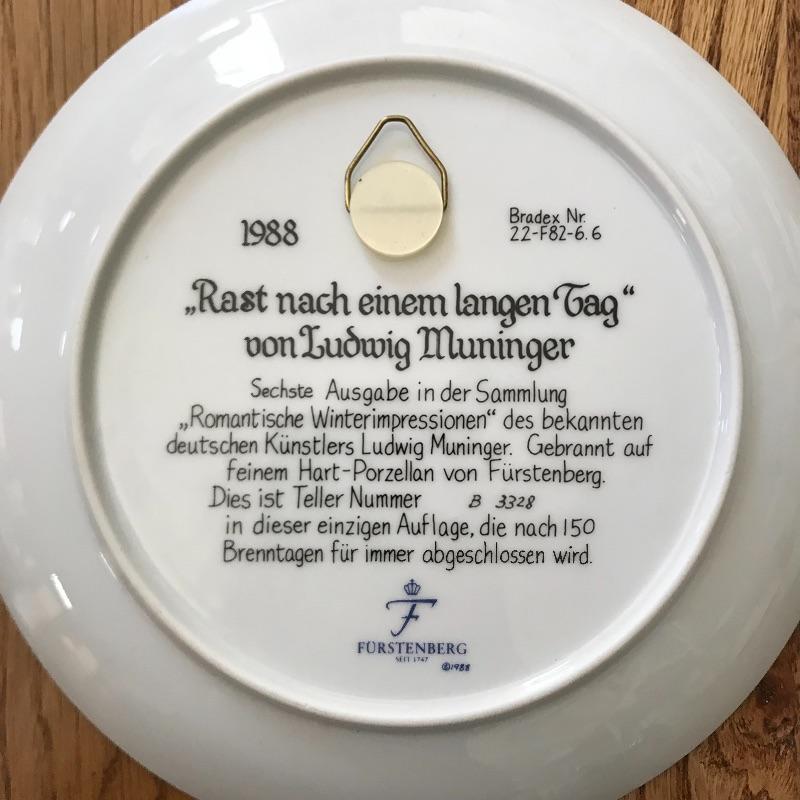 1988
Bradex Nr.
22-F82-6.6
„Rast nach einem langen Tag“
von Ludwig Muninger
Sechste Ausgabe in der Sammlung
„Romantische Winterimpressionen“ des bekannten
deutschen Künstlers Ludwig Muninger. Gebrannt auf
feinem Hart-Porzellan von Fürstenberg.
Dies ist Teller Nummer B 3328
in dieser einzigen Auflage, die nach 150
Brenntagen für immer abgeschlossen wird.
F
FÜRSTENBERG
SEIT 1747
©1988